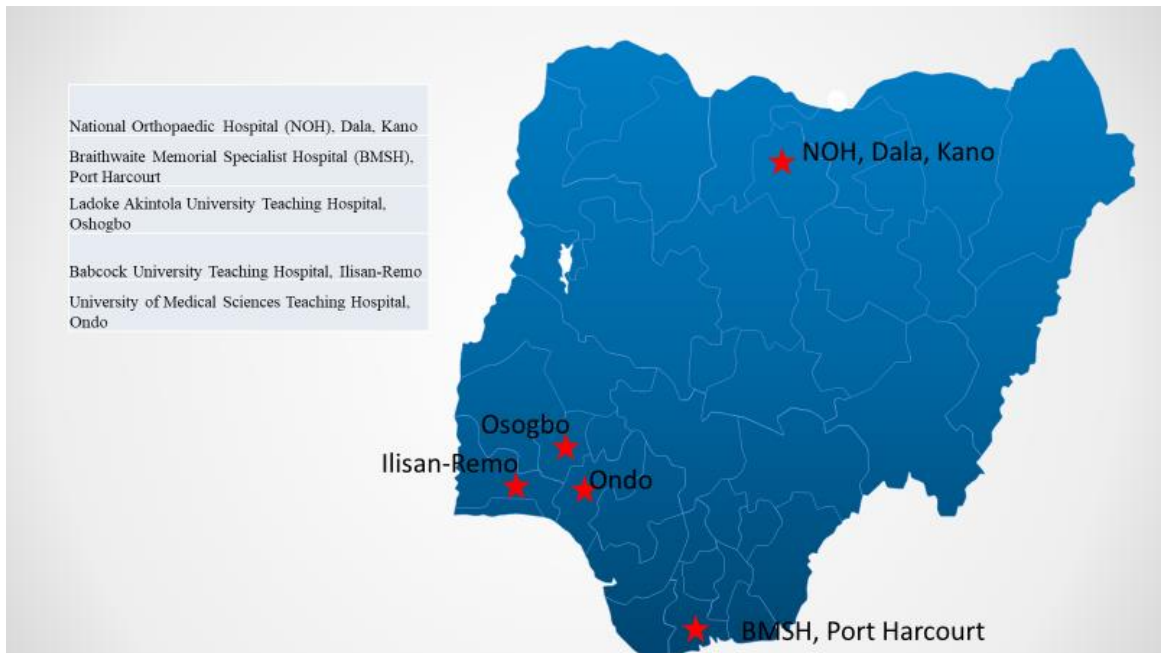 National Orthopaedic Hospital (NOH), Dala, Kano
Braithwaite Memorial Specialist Hospital (BMSH),
Port Harcourt
Ladoke Akintola University Teaching Hospital,
Oshogbo
Babcock University Teaching Hospital, Ilisan-Remo
University of Medical Sciences Teaching Hospital,
Ondo
NOH, Dala, Kano
Osogbo
Ilisan-Remo
Ondo
BMSH, Port Harcourt